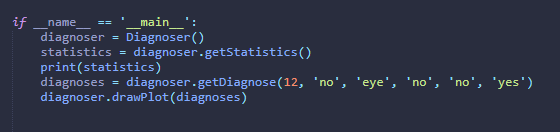 if __name__ == '__main__':
    diagnoser = Diagnoser()
    statistics = diagnoser.getStatistics()
    print(statistics)
    diagnoses = diagnoser.getDiagnose(12, 'no', 'eye', 'no', 'no', 'yes')
    diagnoser.drawPlot(diagnoses)